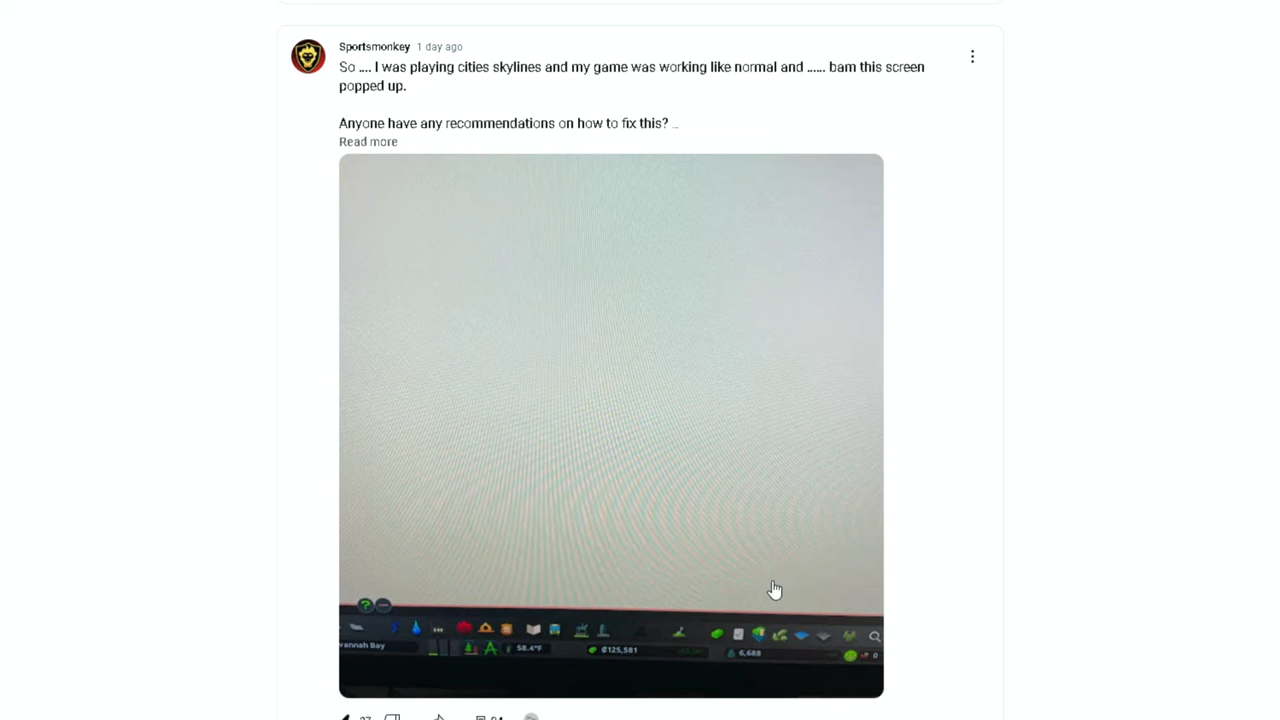 Sportsmonkey 1 day ago
So .... I was playing cities skylines and my game was working like normal and ...... bam this screen
popped up.
Anyone have any recommendations on how to fix this? ...
Read more
vannah Bay
58.4°F
₡125,581
6,688
0